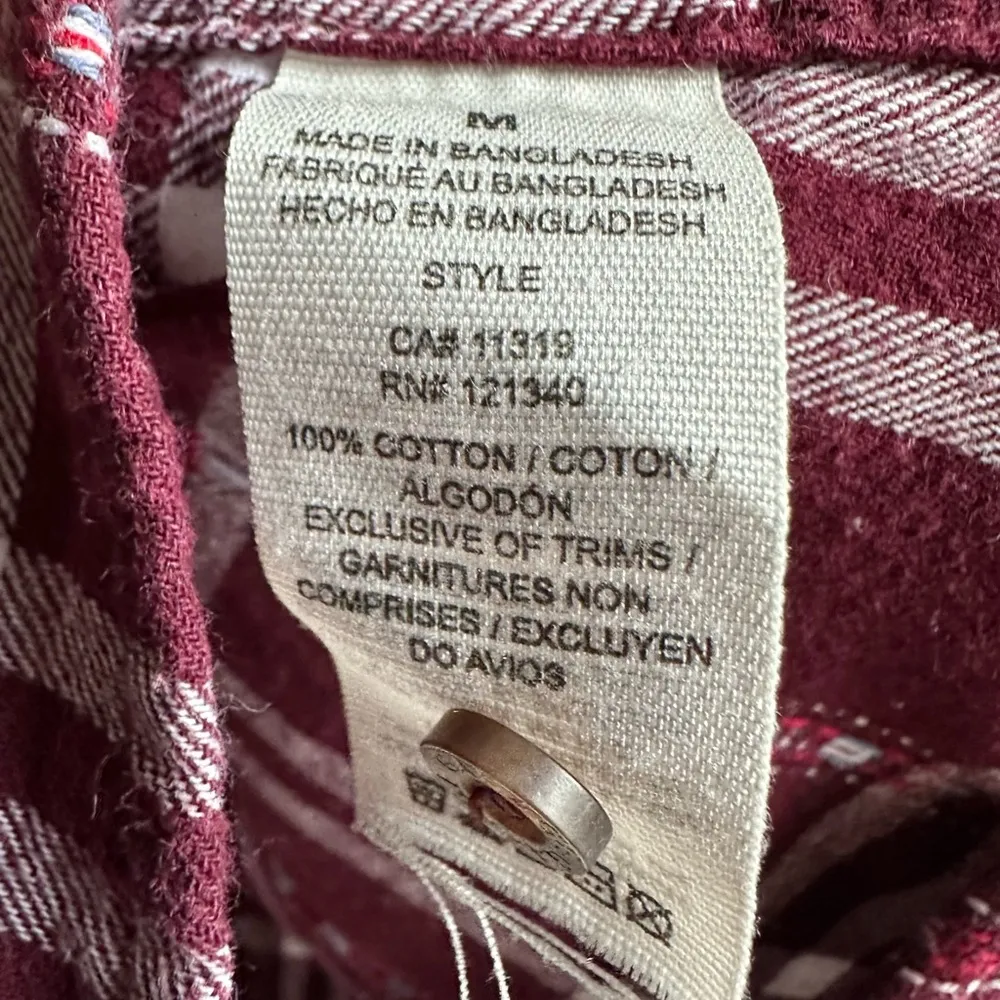 M
MADE IN BANGLADESH
FABRIQUÉ AU BANGLADESH
HECHO EN BANGLADESH
STYLE
CA# 11319
RN# 121340
100% COTTON / COTON /
ALGODÓN
EXCLUSIVE OF TRIMS /
GARNITURES NON
COMPRISES / EXCLUYEN
DO AVIOS